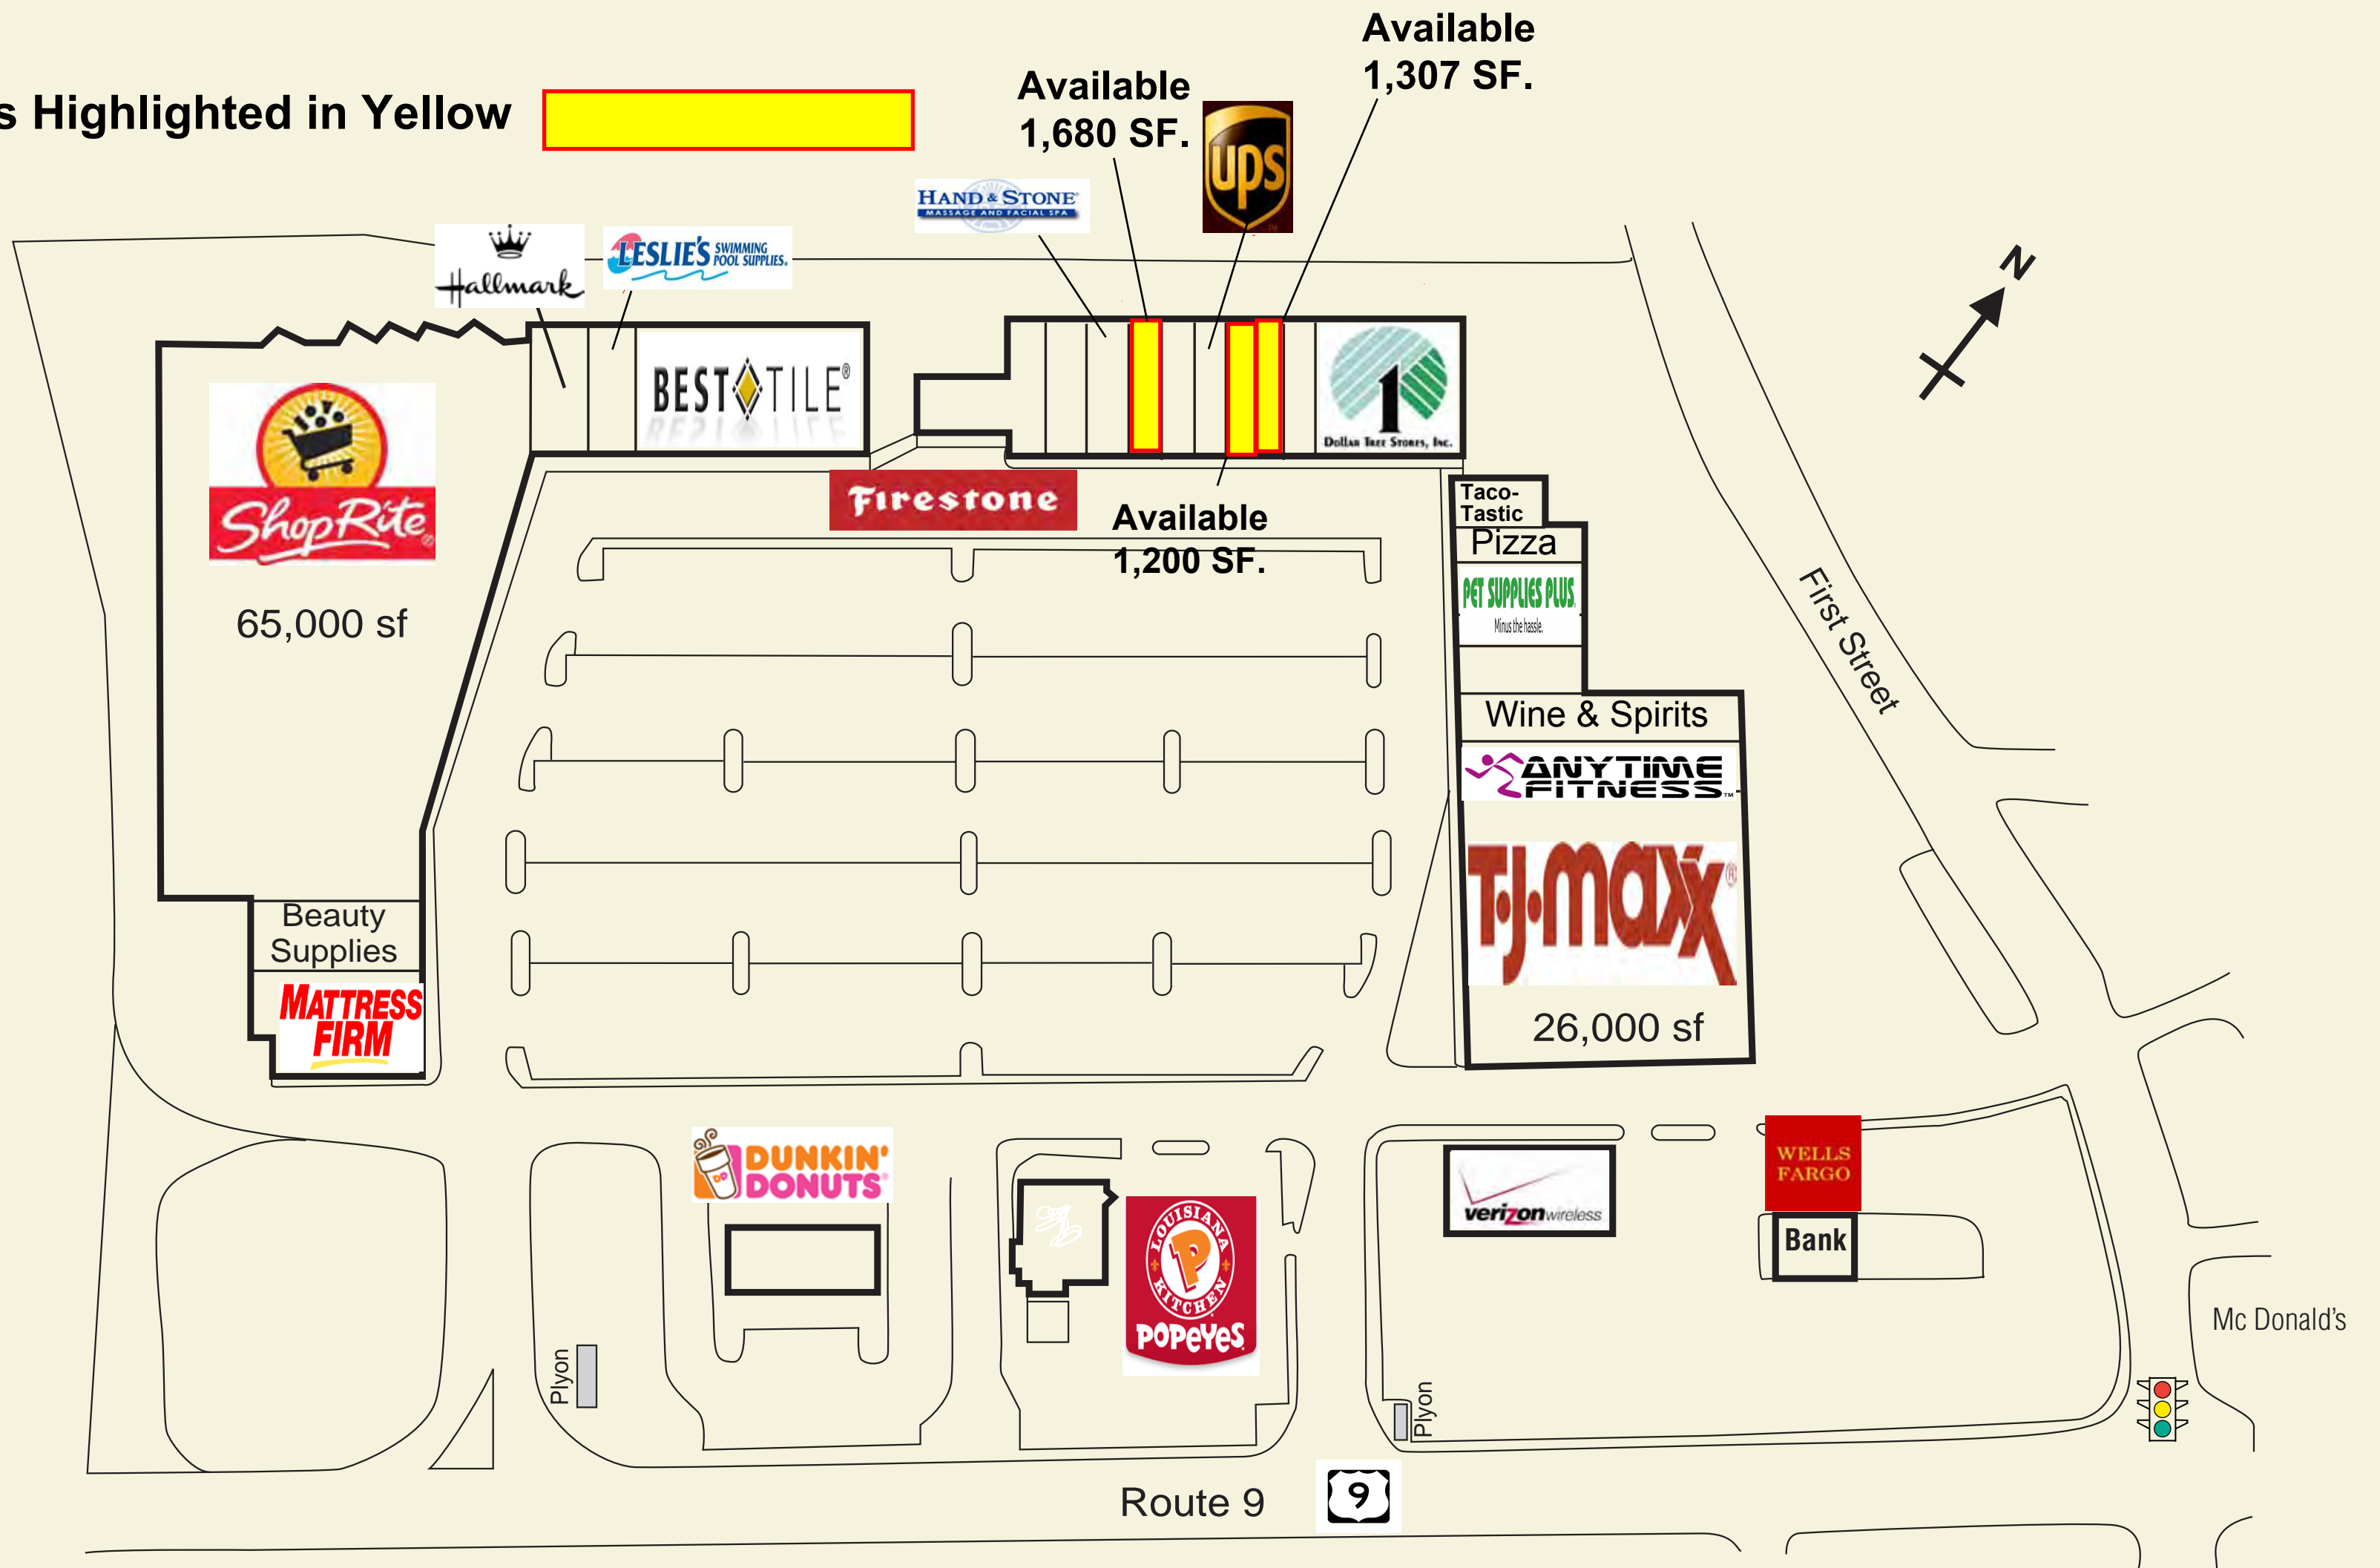 s Highlighted in Yellow
Available
1,680 SF.
Available
1,307 SF.
ups
HAND & STONE®
MASSAGE AND FACIAL SPA
Hallmark
LESLIE'S SWIMMING
POOL SUPPLIES®
N
BEST TILE®
1
Dollar Tree Stores, Inc.
ShopRite®
65,000 sf
Firestone
Available
1,200 SF.
Taco-
Tastic
Pizza
PET SUPPLIES PLUS.
Minus the hassle.
First Street
Wine & Spirits
ANYTIME
FITNESS™
T•J•maxx®
26,000 sf
Beauty
Supplies
MATTRESS
FIRM
DUNKIN'
DONUTS®
DD
LOUISIANA
P
KITCHEN
POPEYES
verizon wireless
WELLS
FARGO
Bank
Mc Donald's
Plyon
Plyon
Route 9
9